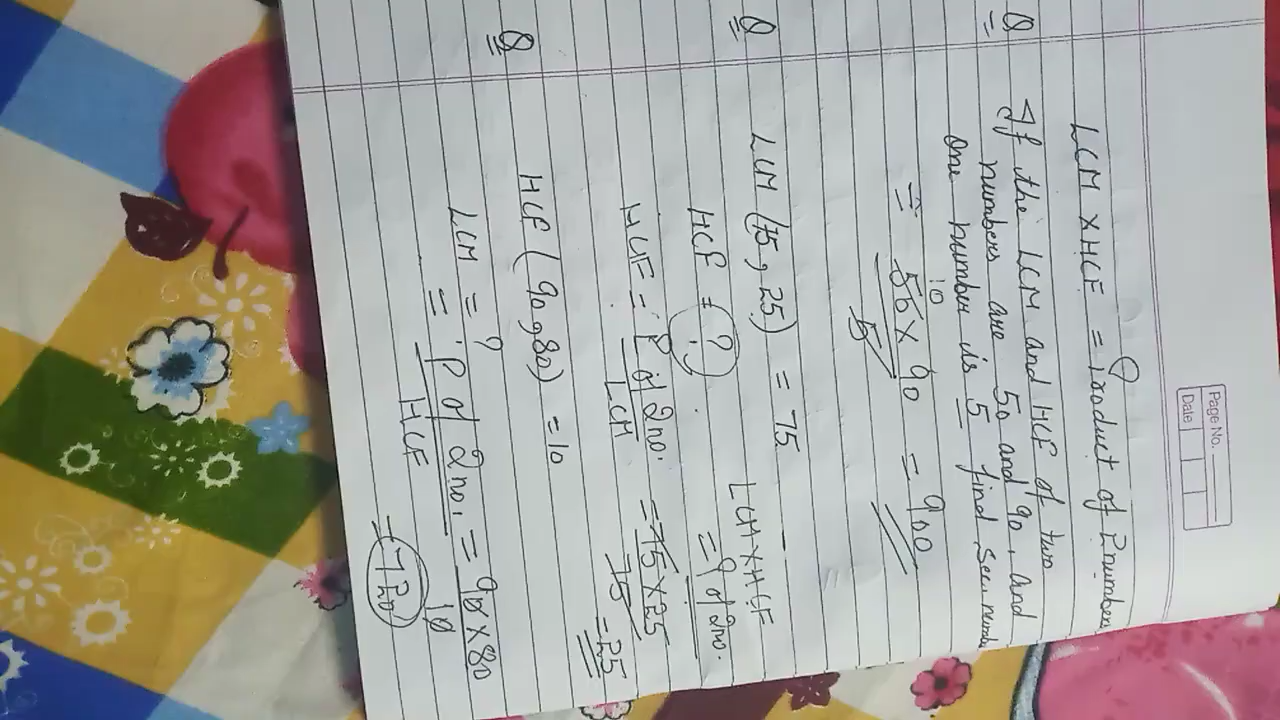 Page No.
Date
LCM × HCF = Product of 2 number
Q If the LCM and HCF of two
numbers are 50 and 90, and
one number is 5 find Sec. number
10
= 50 × 90 = 900
5
Q LCM (75, 25) = 75
HCF = ? LCM × HCF
= P of 2no.
HCF = P of 2no. = 75 × 25
LCM 75
= 25
Q HCF (90, 80) = 10
LCM = ?
= P of 2no. = 90 × 80
HCF 10
= 720